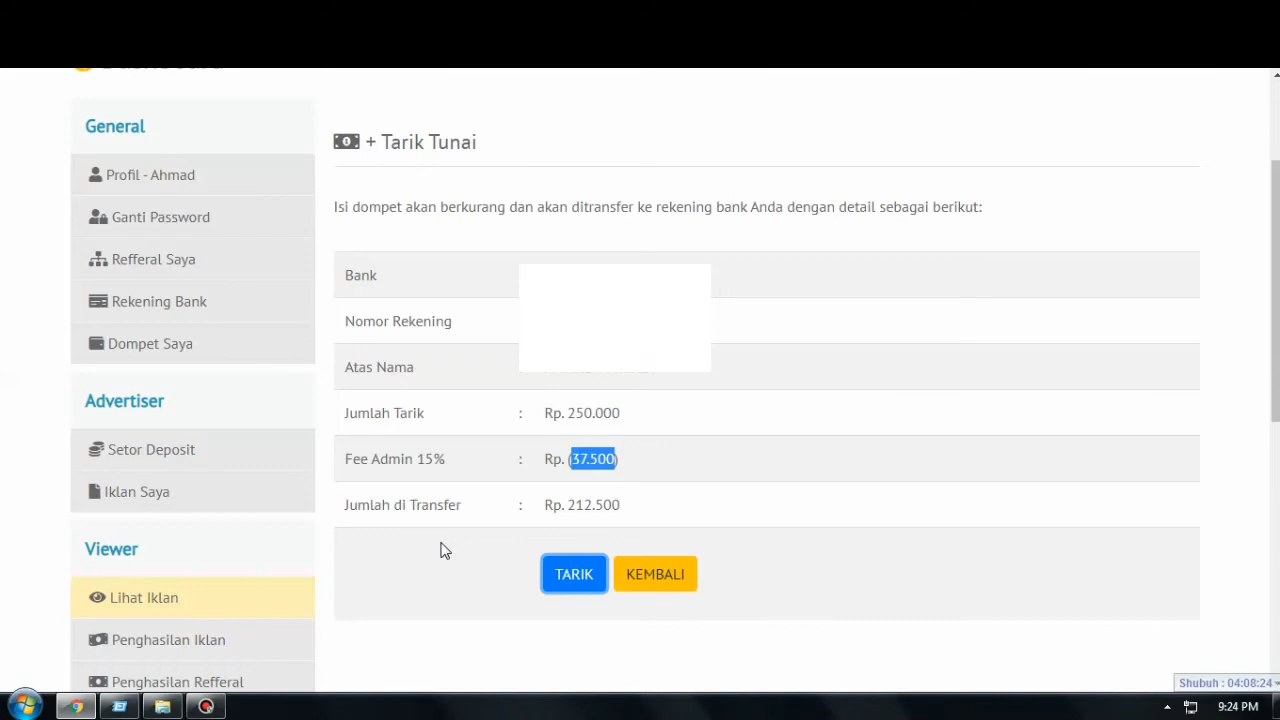 General
Profil - Ahmad
Ganti Password
Refferal Saya
Rekening Bank
Dompet Saya
Advertiser
Setor Deposit
Iklan Saya
Viewer
Lihat Iklan
Penghasilan Iklan
Penghasilan Refferal
+ Tarik Tunai
Isi dompet akan berkurang dan akan ditransfer ke rekening bank Anda dengan detail sebagai berikut:
Bank
Nomor Rekening
Atas Nama
Jumlah Tarik : Rp. 250.000
Fee Admin 15% : Rp. (37.500)
Jumlah di Transfer : Rp. 212.500
TARIK KEMBALI
Shubuh : 04:08:24
9:24 PM